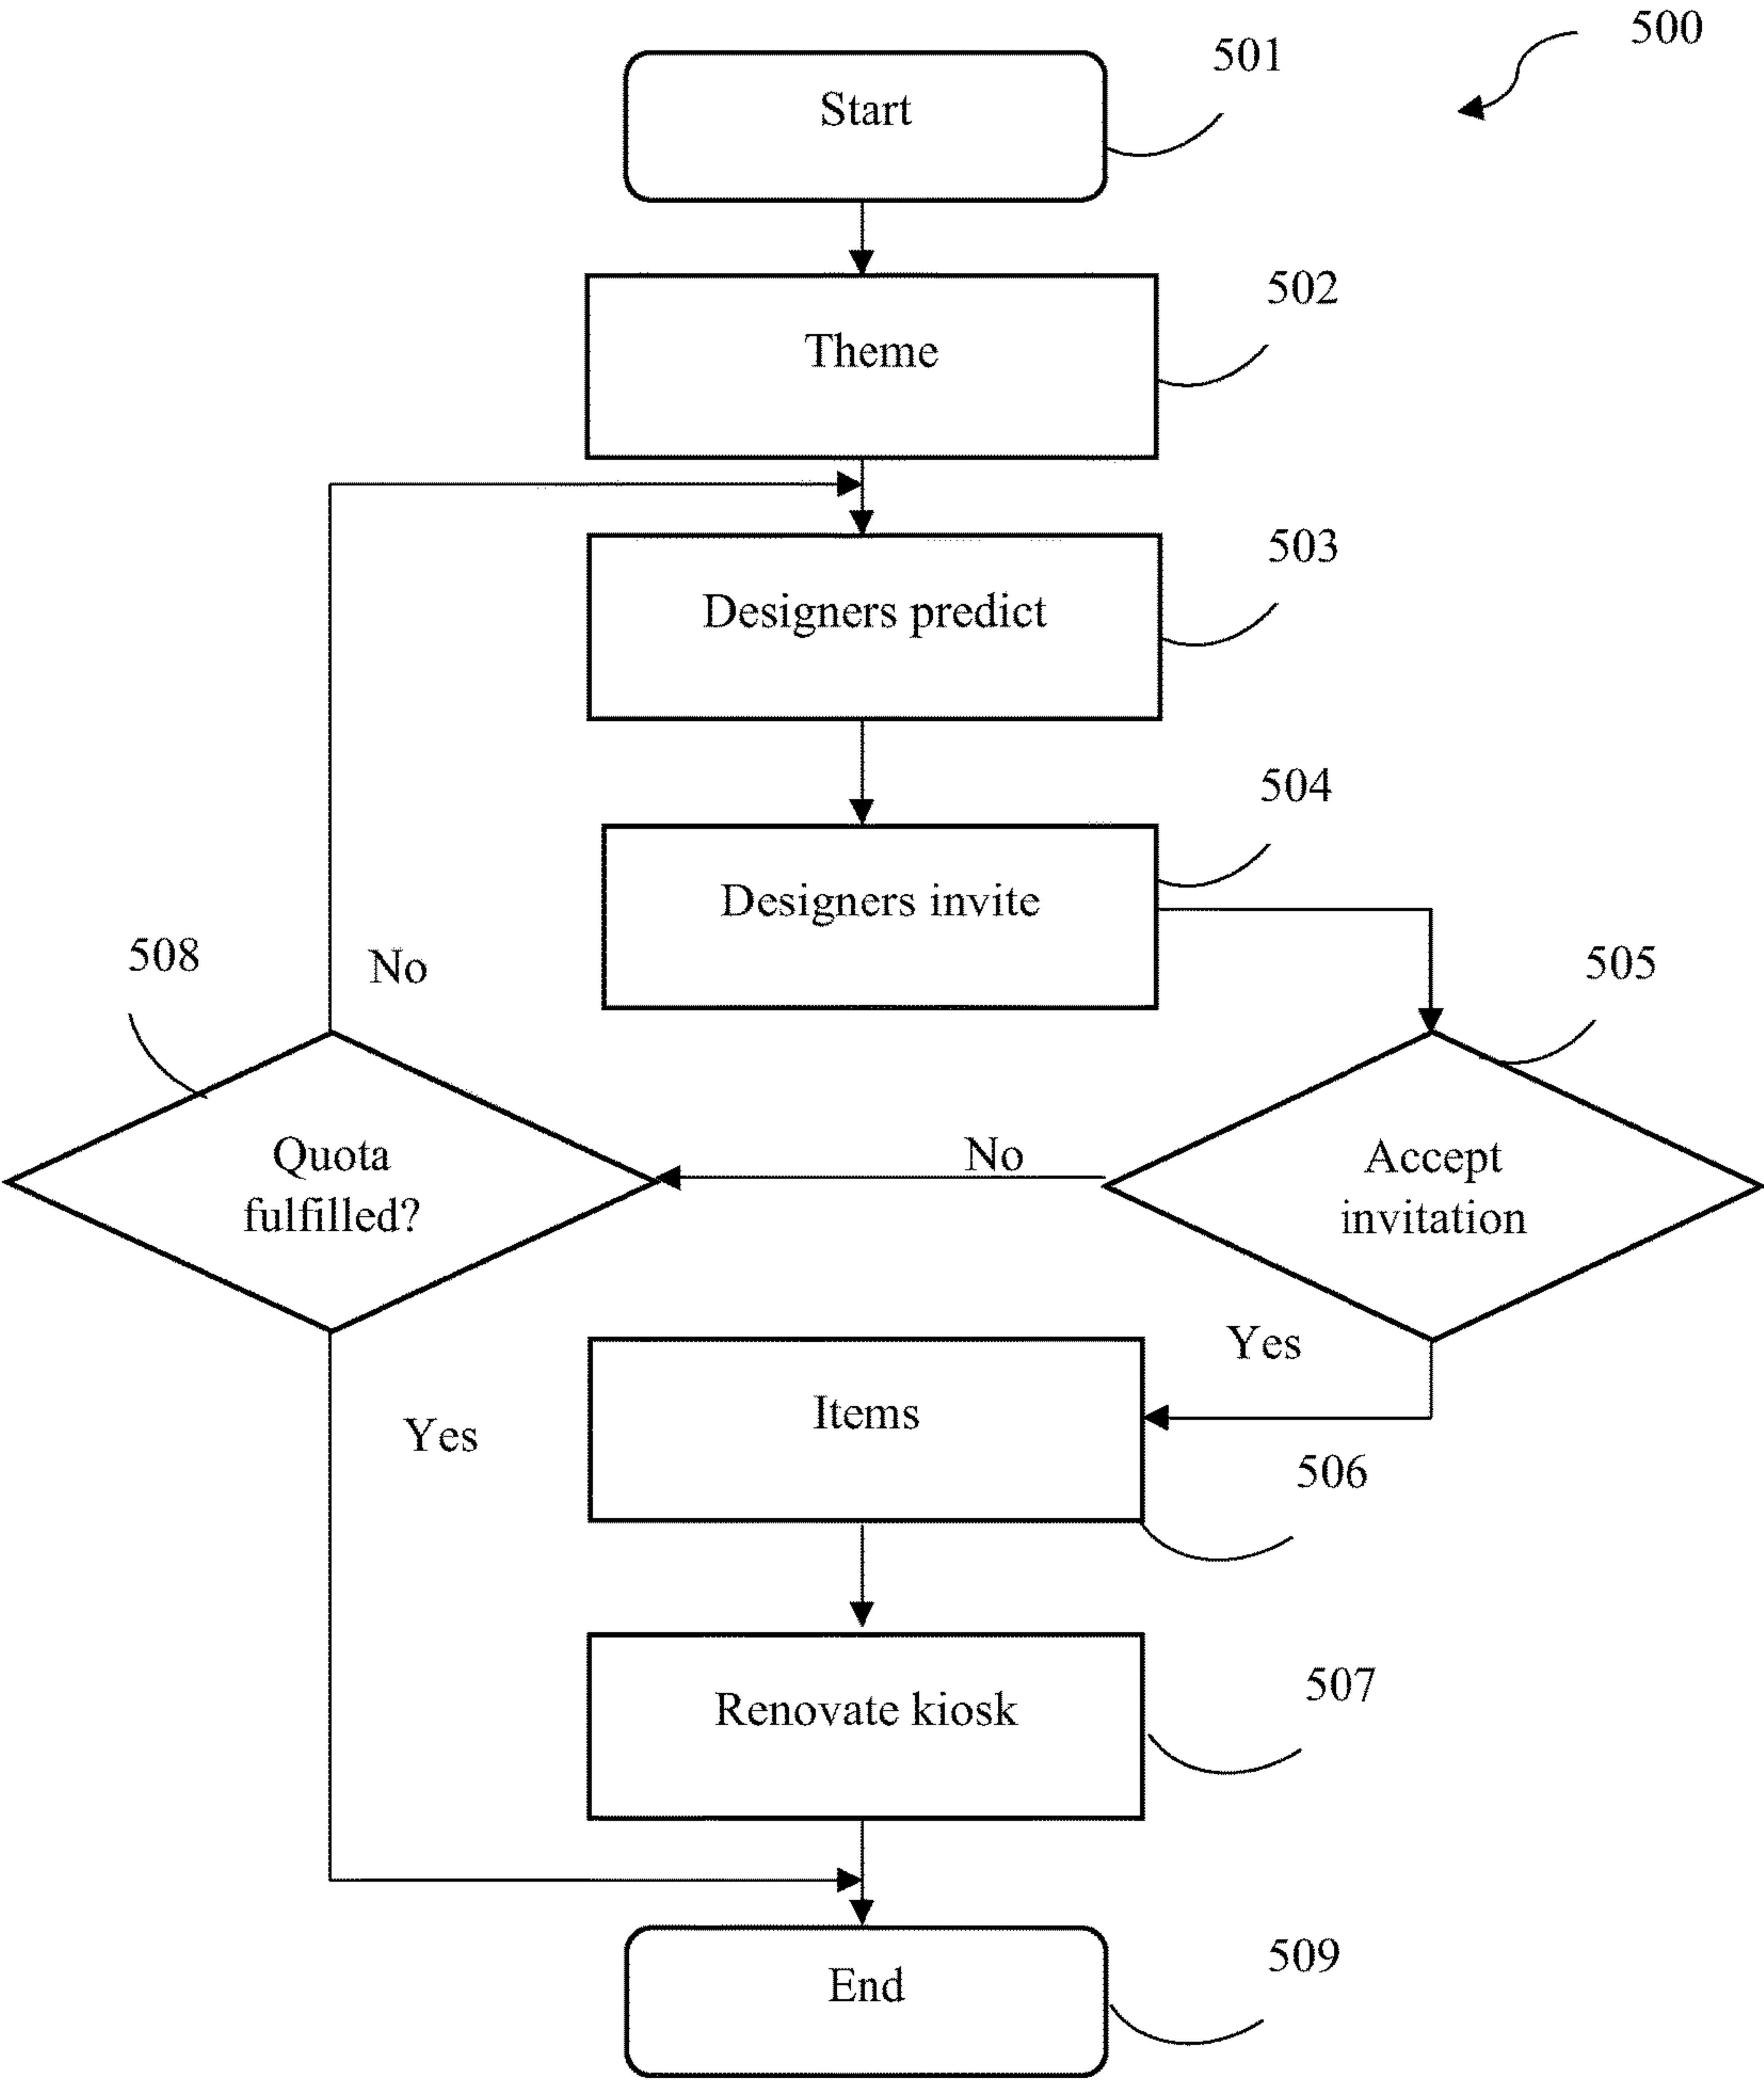 500
501
Start
502
Theme
503
Designers predict
504
Designers invite
508
No
505
Quota
fulfilled?
No
Accept
invitation
Yes
Items
Yes
506
507
Renovate kiosk
509
End